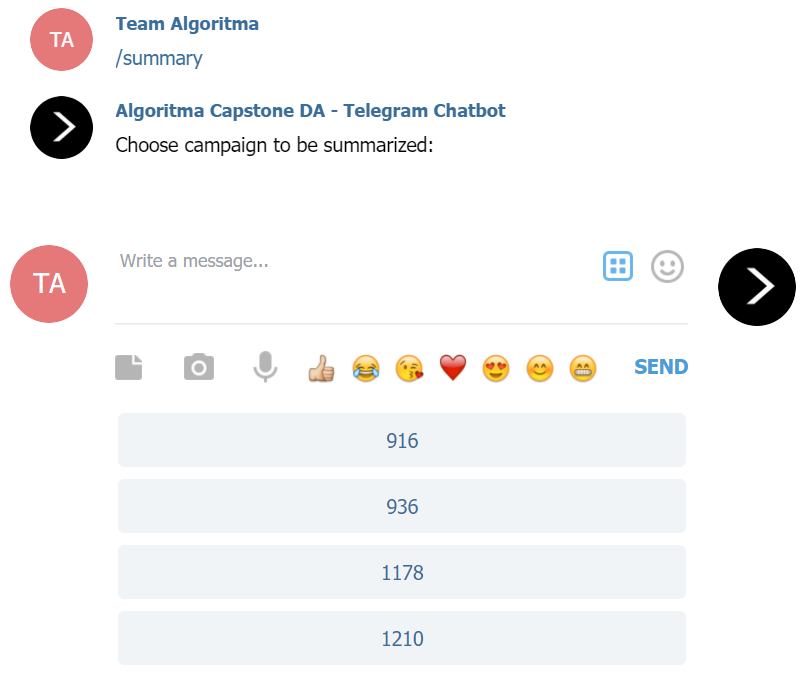 TA
Team Algoritma
/summary
Algoritma Capstone DA - Telegram Chatbot
Choose campaign to be summarized:
TA
Write a message...
SEND
916
936
1178
1210